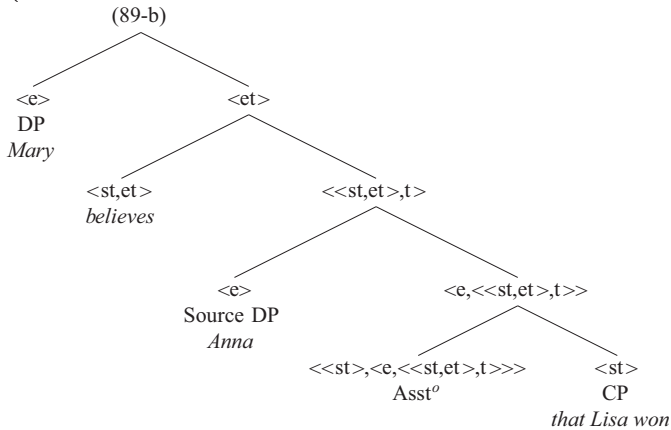 (89-b)
<e> <et>
DP
Mary
<st,et> <<st,et>,t>
believes
<e> <e,<<st,et>,t>>
Source DP
Anna
<<st>,<e,<<st,et>,t>>> <st>
Assto CP
that Lisa won